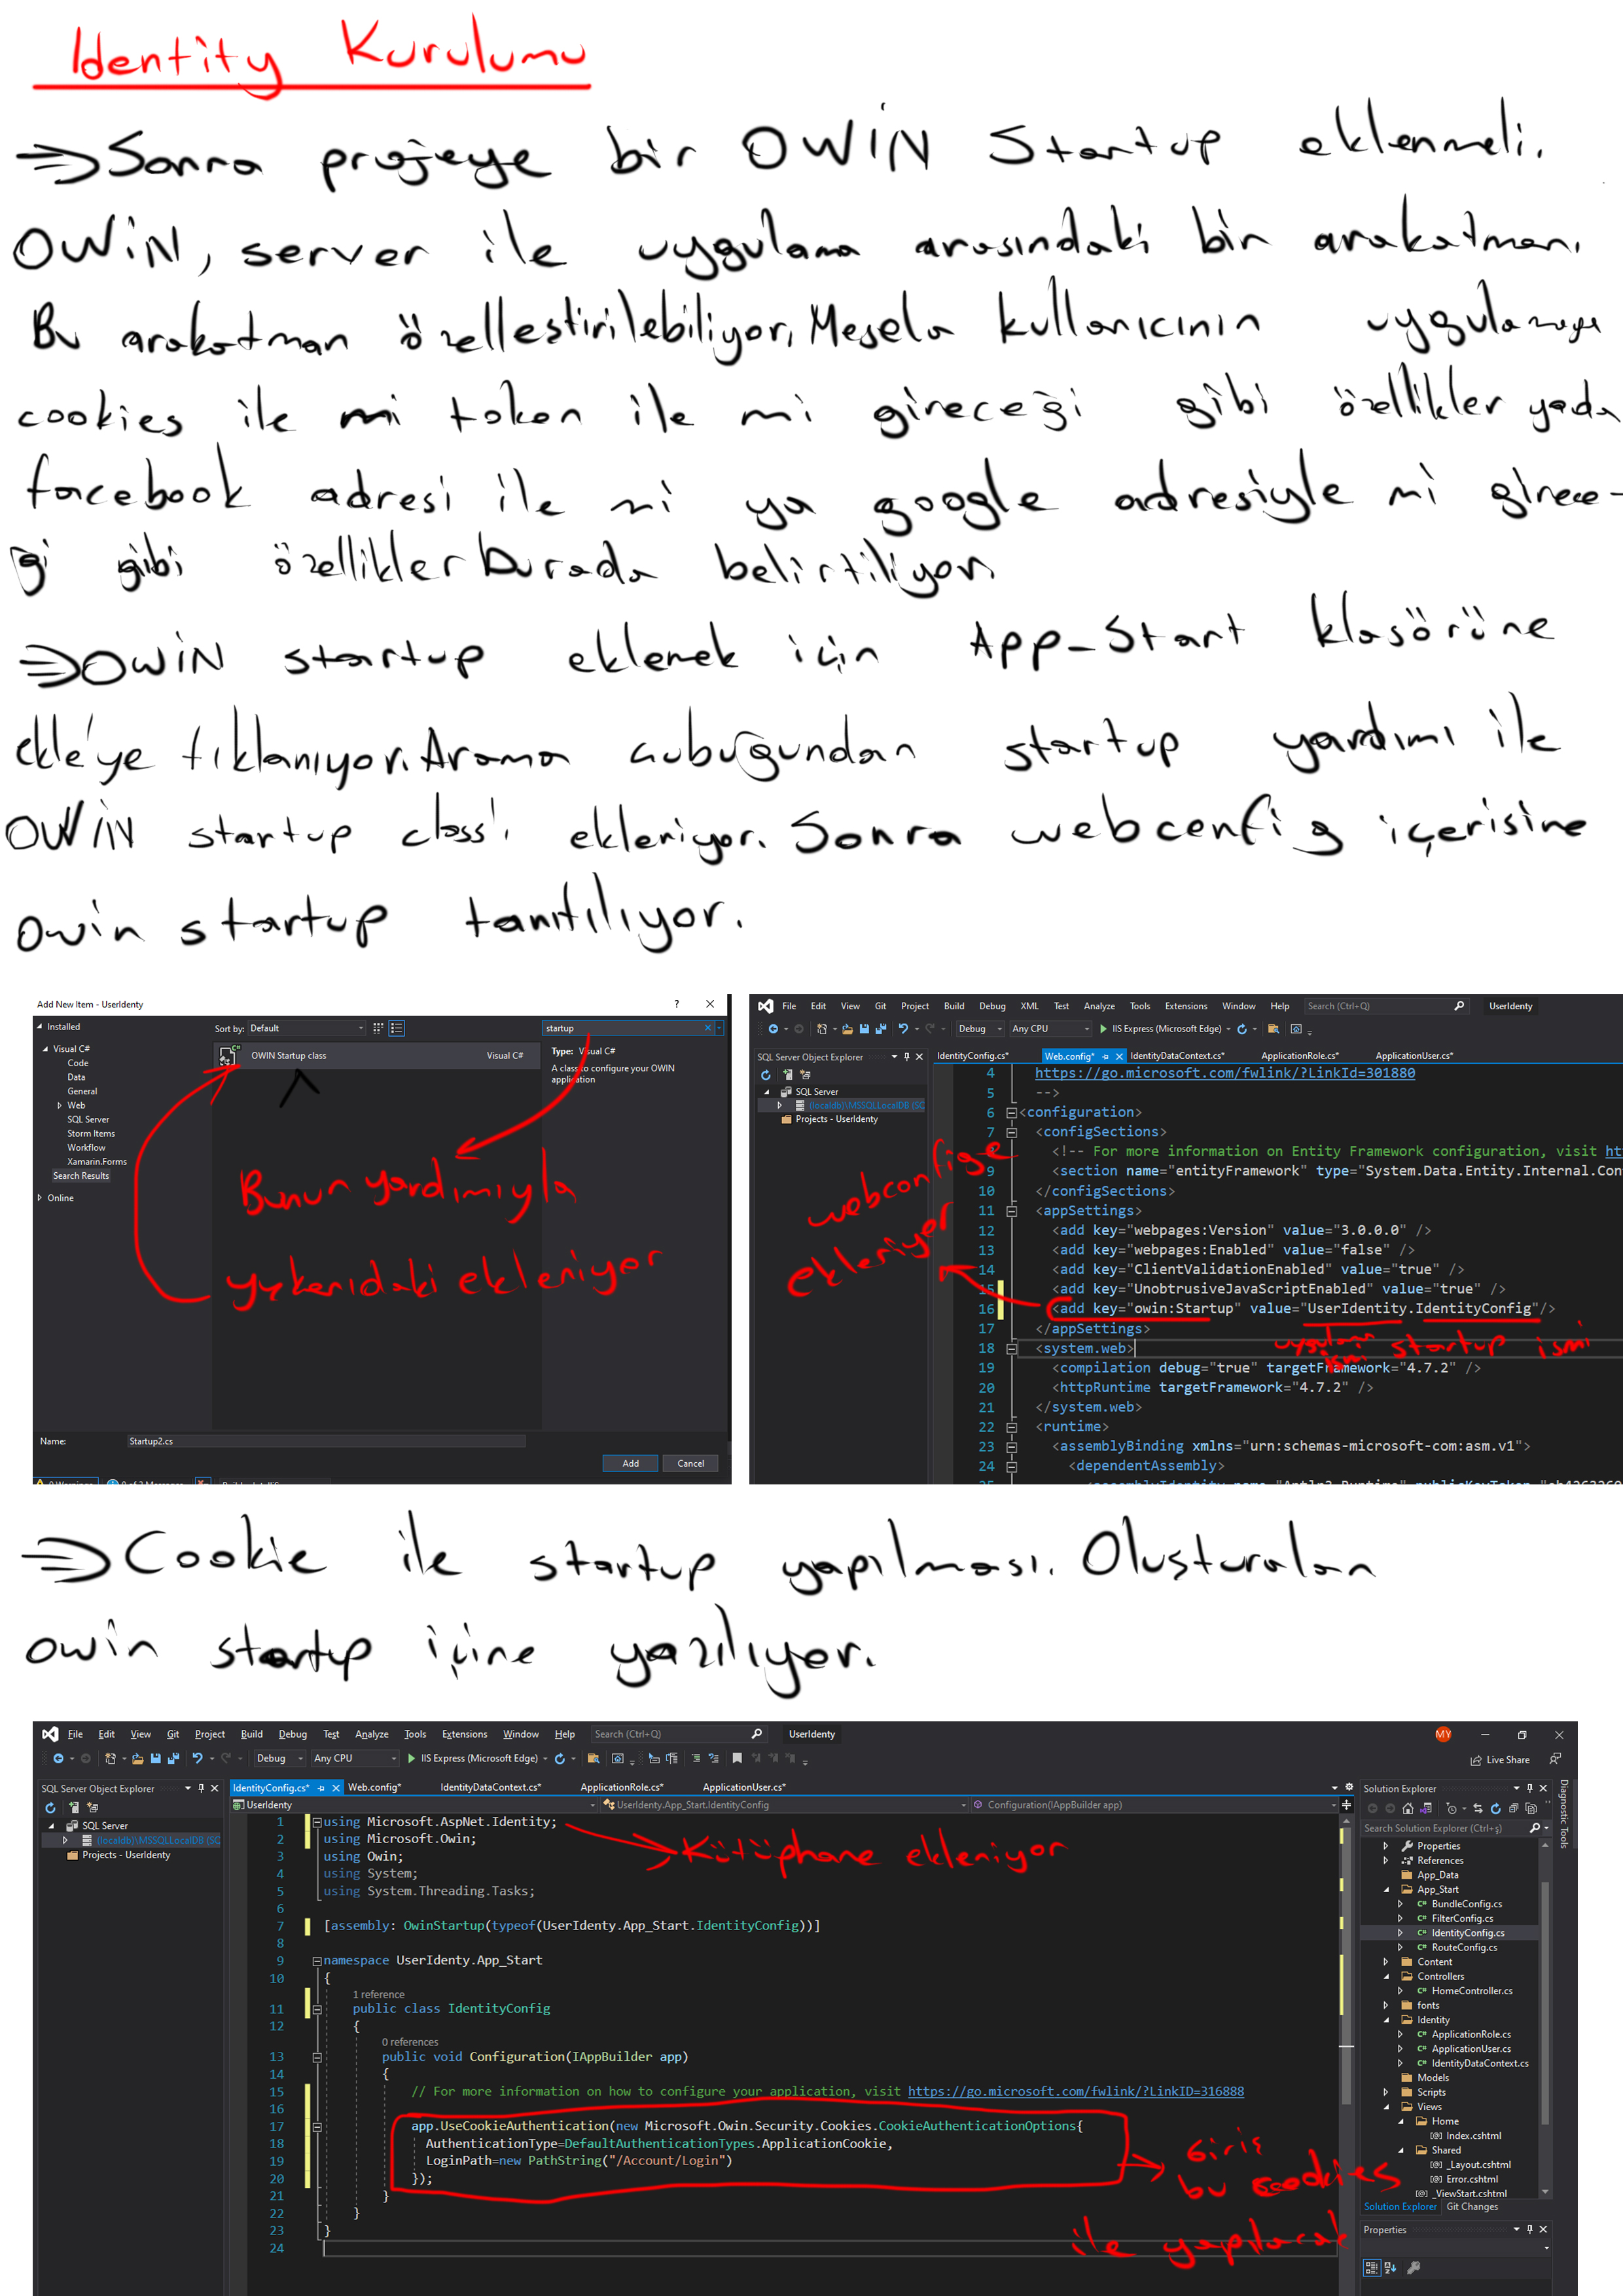 Identity Kurulumu
=> Sonra projeye bir OWİN Startup eklenmeli.
OWİN, server ile uygulama arasındaki bir arakatman.
Bu arakatman özelleştirilebiliyor. Mesela kullanıcının uygulamaya
cookies ile mi token ile mi gireceği gibi özellikler yada
facebook adresi ile mi ya google adresiyle mi girece-
ği gibi özellikler burada belirtiliyor.
=> OWİN startup eklemek için App_Start klasörüne
ekle'ye tıklanıyor. Arama çubuğundan startup yardımı ile
OWİN startup class'ı ekleniyor. Sonra webconfig içerisine
owin startup tanıtılıyor.
Add New Item - UserIdenty
? ×
Installed
Sort by: Default
startup
Visual C#
Code
Data
General
Web
SQL Server
Storm Items
Workflow
Xamarin.Forms
Search Results
Online
OWIN Startup class Visual C#
Type: Visual C#
A class to configure your OWIN
application
Bunun yardımıyla
yukarıdaki ekleniyor
Name: Startup2.cs
Add Cancel
File Edit View Git Project Build Debug XML Test Analyze Tools Extensions Window Help Search (Ctrl+Q) UserIdenty
Debug Any CPU IIS Express (Microsoft Edge)
SQL Server Object Explorer
IdentityConfig.cs* Web.config* IdentityDataContext.cs* ApplicationRole.cs* ApplicationUser.cs*
SQL Server
(localdb)\MSSQLLocalDB (SC
Projects - UserIdenty
4 https://go.microsoft.com/fwlink/?LinkId=301880
5 -->
6 <configuration>
7 <configSections>
8 <!-- For more information on Entity Framework configuration, visit ht
9 <section name="entityFramework" type="System.Data.Entity.Internal.Con
10 </configSections>
11 <appSettings>
12 <add key="webpages:Version" value="3.0.0.0" />
13 <add key="webpages:Enabled" value="false" />
14 <add key="ClientValidationEnabled" value="true" />
15 <add key="UnobtrusiveJavaScriptEnabled" value="true" />
16 <add key="owin:Startup" value="UserIdentity.IdentityConfig"/>
17 </appSettings>
18 <system.web>
19 <compilation debug="true" targetFramework="4.7.2" />
20 <httpRuntime targetFramework="4.7.2" />
21 </system.web>
22 <runtime>
23 <assemblyBinding xmlns="urn:schemas-microsoft-com:asm.v1">
24 <dependentAssembly>
webconfige
ekleniyor
uygulama
ismi
startup ismi
=> Cookie ile startup yapılması. Oluşturalan
owin startup içine yazılıyor.
File Edit View Git Project Build Debug Test Analyze Tools Extensions Window Help Search (Ctrl+Q) UserIdenty
MY
Debug Any CPU IIS Express (Microsoft Edge)
Live Share
SQL Server Object Explorer
IdentityConfig.cs* Web.config* IdentityDataContext.cs* ApplicationRole.cs* ApplicationUser.cs*
UserIdenty UserIdenty.App_Start.IdentityConfig Configuration(IAppBuilder app)
SQL Server
(localdb)\MSSQLLocalDB (SC
Projects - UserIdenty
1 using Microsoft.AspNet.Identity;
2 using Microsoft.Owin;
3 using Owin;
4 using System;
5 using System.Threading.Tasks;
6
7 [assembly: OwinStartup(typeof(UserIdenty.App_Start.IdentityConfig))]
8
9 namespace UserIdenty.App_Start
10 {
1 reference
11 public class IdentityConfig
12 {
0 references
13 public void Configuration(IAppBuilder app)
14 {
15 // For more information on how to configure your application, visit https://go.microsoft.com/fwlink/?LinkID=316888
16
17 app.UseCookieAuthentication(new Microsoft.Owin.Security.Cookies.CookieAuthenticationOptions{
18 AuthenticationType=DefaultAuthenticationTypes.ApplicationCookie,
19 LoginPath=new PathString("/Account/Login")
20 });
21 }
22 }
23 }
24
Kütüphane ekleniyor
Giriş
bu cookies
ile yapılacak
Solution Explorer
Search Solution Explorer (Ctrl+ş)
Properties
References
App_Data
App_Start
BundleConfig.cs
FilterConfig.cs
IdentityConfig.cs
RouteConfig.cs
Content
Controllers
HomeController.cs
fonts
Identity
ApplicationRole.cs
ApplicationUser.cs
IdentityDataContext.cs
Models
Scripts
Views
Home
Index.cshtml
Shared
_Layout.cshtml
Error.cshtml
_ViewStart.cshtml
Solution Explorer Git Changes
Properties
Diagnostic Tools